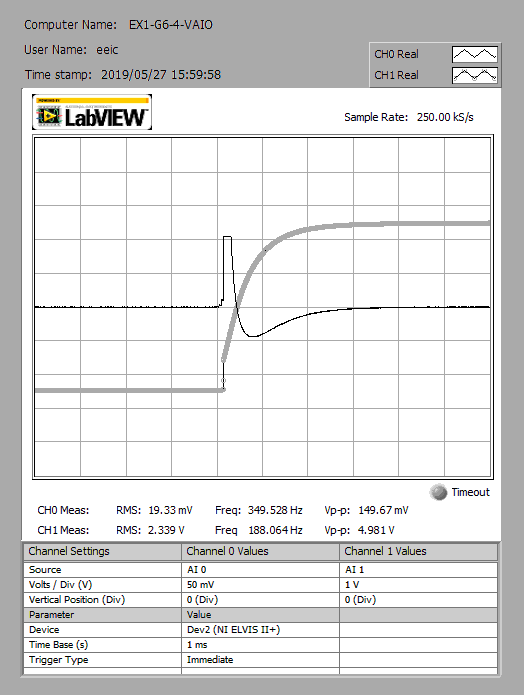 Computer Name: EX1-G6-4-VAIO
User Name: eeic
Time stamp: 2019/05/27 15:59:58
CH0 Real
CH1 Real
POWERED BY
LabVIEW
Sample Rate: 250.00 kS/s
Timeout
CH0 Meas: RMS: 19.33 mV Freq: 349.528 Hz Vp-p: 149.67 mV
CH1 Meas: RMS: 2.339 V Freq 188.064 Hz Vp-p: 4.981 V
Channel Settings Channel 0 Values Channel 1 Values
Source AI 0 AI 1
Volts / Div (V) 50 mV 1 V
Vertical Position (Div) 0 (Div) 0 (Div)
Parameter Value
Device Dev2 (NI ELVIS II+)
Time Base (s) 1 ms
Trigger Type Immediate